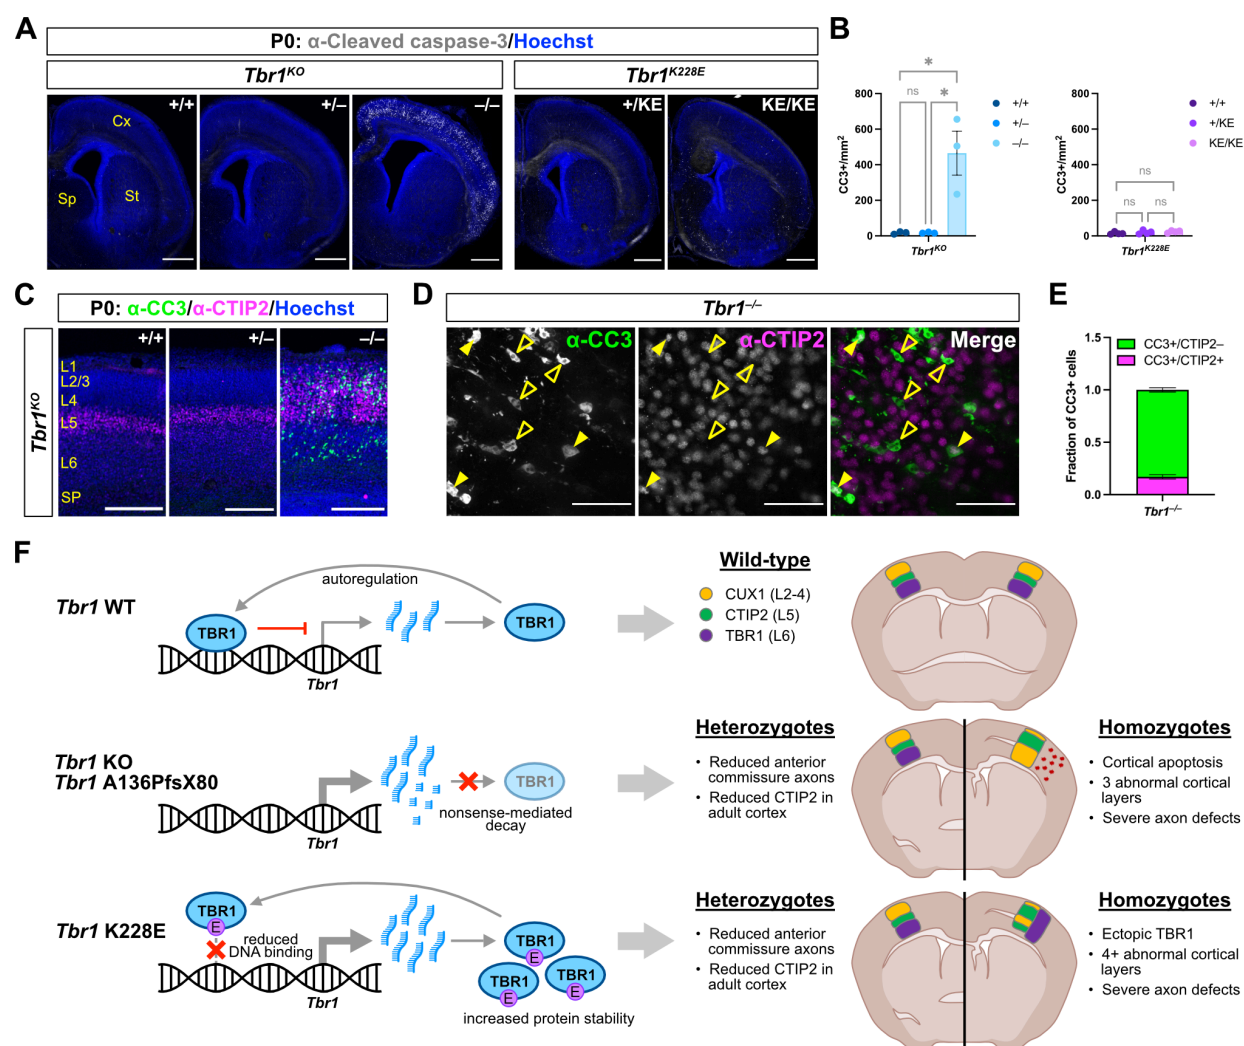 A
P0: α-Cleaved caspase-3/Hoechst
Tbr1KO
Tbr1K228E
+/+
+/–
–/–
+/KE
KE/KE
Cx
Sp
St
B
800
600
400
200
0
CC3+/mm2
*
ns
*
+/+
+/–
–/–
Tbr1KO
800
600
400
200
0
CC3+/mm2
ns
ns
ns
+/+
+/KE
KE/KE
Tbr1K228E
C
P0: α-CC3/α-CTIP2/Hoechst
Tbr1KO
+/+
+/–
–/–
L1
L2/3
L4
L5
L6
SP
D
Tbr1–/–
α-CC3
α-CTIP2
Merge
E
CC3+/CTIP2–
CC3+/CTIP2+
1.5
1.0
0.5
0.0
Fraction of CC3+ cells
Tbr1–/–
F
Tbr1 WT
autoregulation
TBR1
TBR1
Tbr1
Wild-type
CUX1 (L2-4)
CTIP2 (L5)
TBR1 (L6)
Tbr1 KO
Tbr1 A136PfsX80
TBR1
nonsense-mediated
decay
Tbr1
Heterozygotes
• Reduced anterior
commissure axons
• Reduced CTIP2 in
adult cortex
Homozygotes
• Cortical apoptosis
• 3 abnormal cortical
layers
• Severe axon defects
Tbr1 K228E
TBR1
E
reduced
DNA binding
Tbr1
TBR1
E
TBR1
E
TBR1
E
increased protein stability
Heterozygotes
• Reduced anterior
commissure axons
• Reduced CTIP2 in
adult cortex
Homozygotes
• Ectopic TBR1
• 4+ abnormal cortical
layers
• Severe axon defects